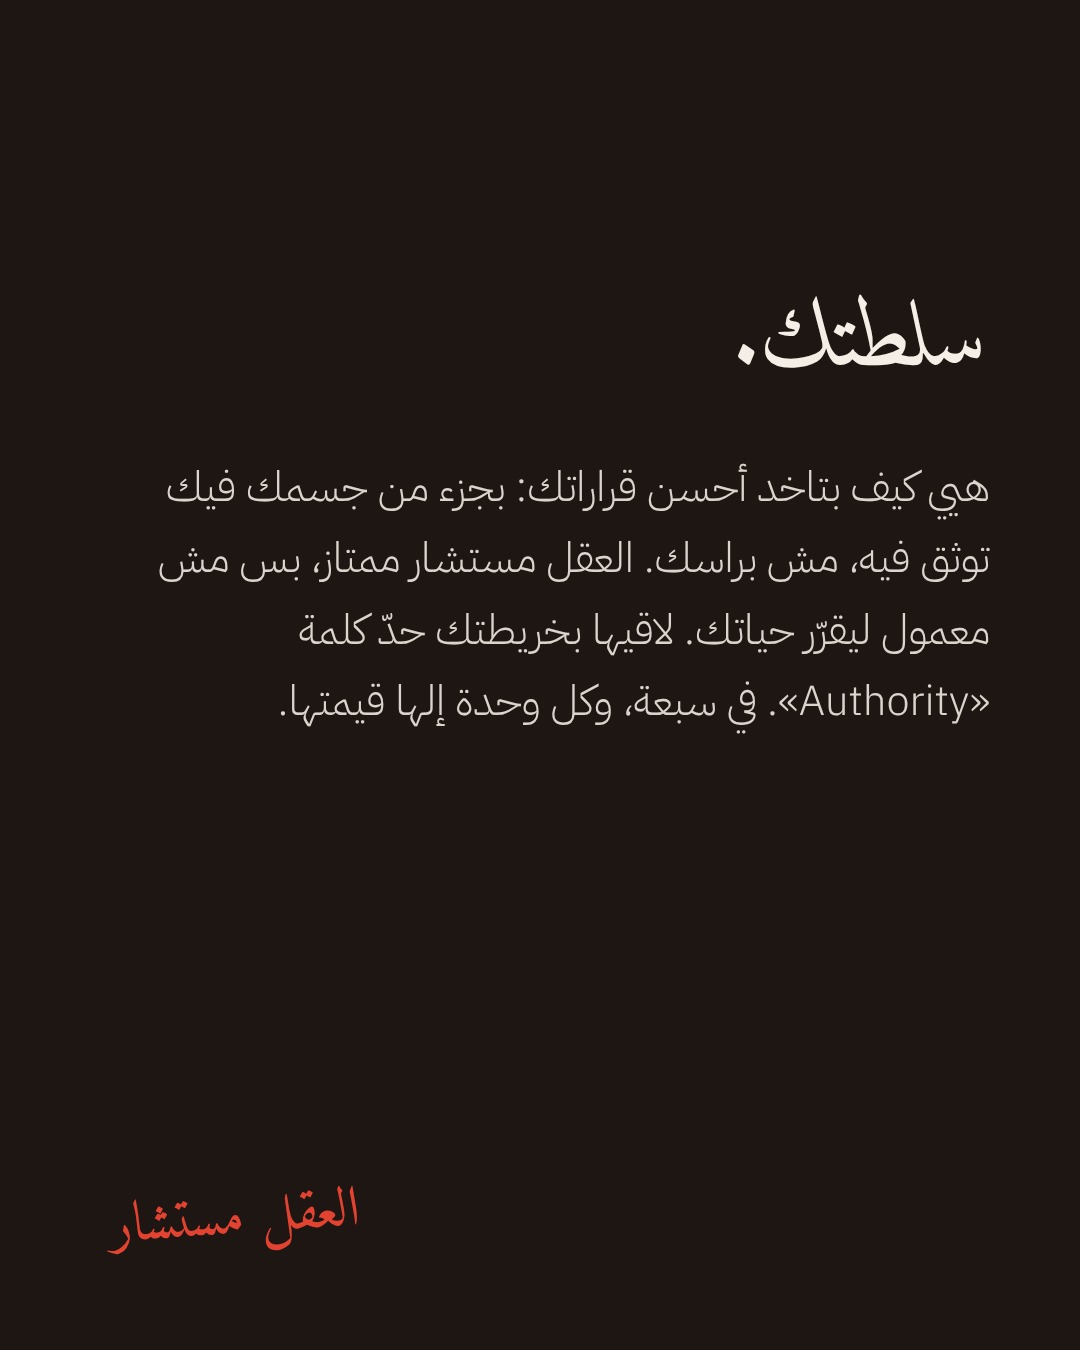 سلطتك.
هيي كيف بتاخد أحسن قراراتك: بجزء من جسمك فيك
توثق فيه، مش براسك. العقل مستشار ممتاز، بس مش
معمول ليقرّر حياتك. لاقيها بخريطتك حدّ كلمة
«Authority». في سبعة، وكل وحدة إلها قيمتها.
العقل مستشار